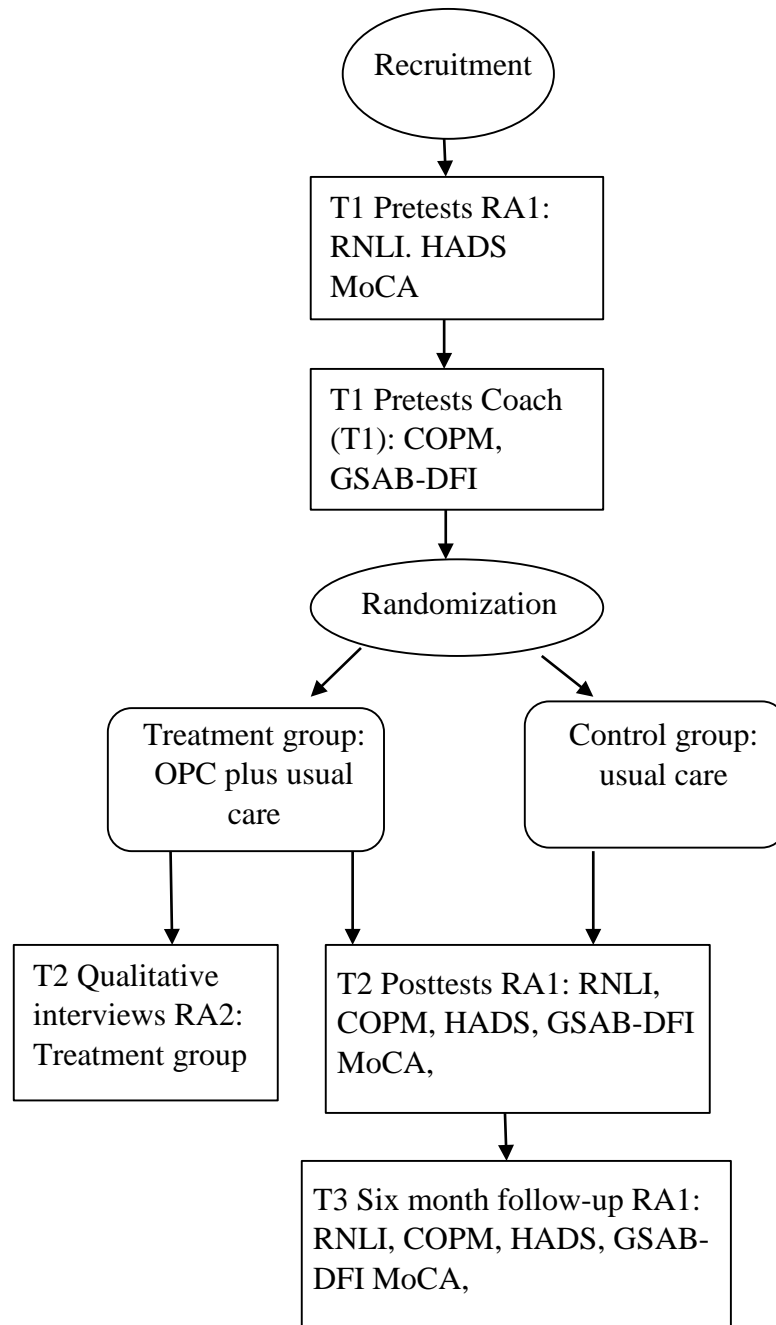 Recruitment
T1 Pretests RA1:
RNLI. HADS
MoCA
T1 Pretests Coach
(T1): COPM,
GSAB-DFI
Randomization
Treatment group:
OPC plus usual
care
Control group:
usual care
T2 Qualitative
interviews RA2:
Treatment group
T2 Posttests RA1: RNLI,
COPM, HADS, GSAB-DFI
MoCA,
T3 Six month follow-up RA1:
RNLI, COPM, HADS, GSAB-
DFI MoCA,